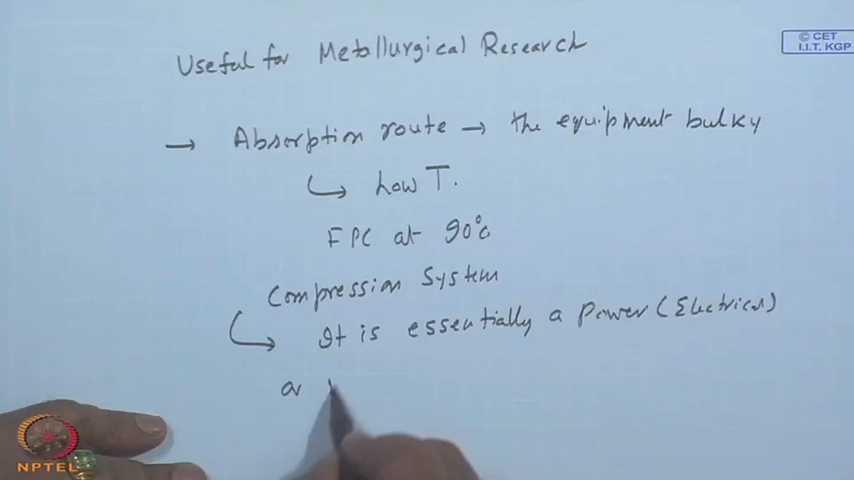 © CET
I.I.T. KGP
Useful for Metallurgical Research
→ Absorption route → the equipment bulky
↳ Low T.
FPC at 90°c
Compression System
↳ It is essentially a Power (Electrical)
or
NPTEL